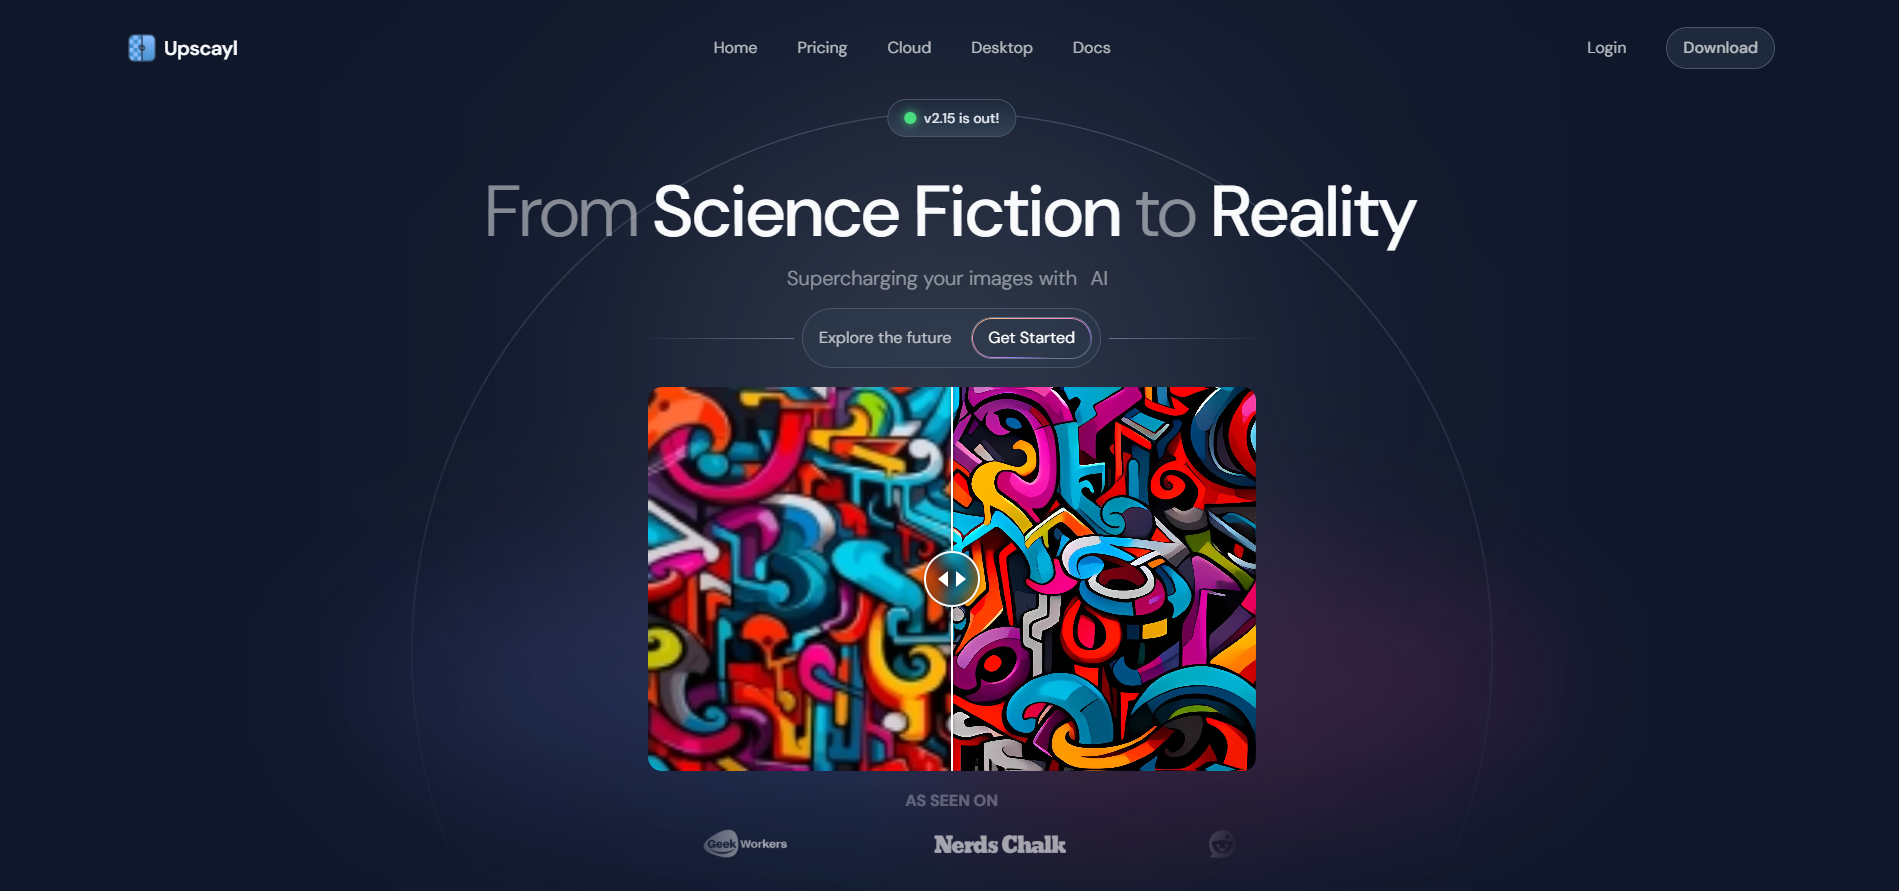 Upscayl
Home Pricing Cloud Desktop Docs
Login Download
v2.15 is out!
From Science Fiction to Reality
Supercharging your images with AI
Explore the future Get Started
AS SEEN ON
Geek Workers
Nerds Chalk